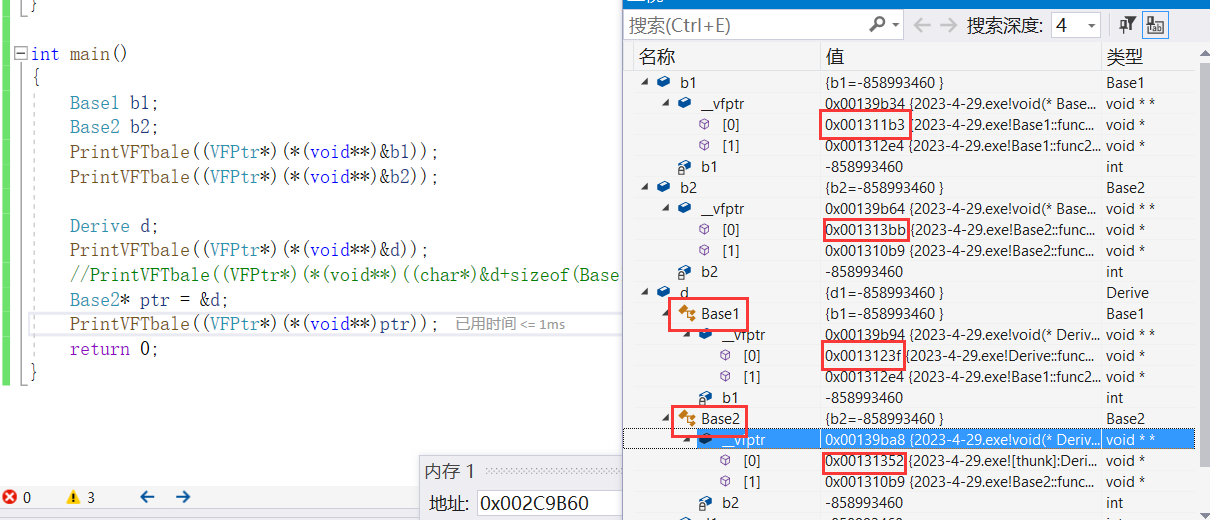 }
int main()
{
Base1 b1;
Base2 b2;
PrintVFTbale((VFPtr*)(*(void**)&b1));
PrintVFTbale((VFPtr*)(*(void**)&b2));
Derive d;
PrintVFTbale((VFPtr*)(*(void**)&d));
//PrintVFTbale((VFPtr*)(*(void**)((char*)&d+sizeof(Base
Base2* ptr = &d;
PrintVFTbale((VFPtr*)(*(void**)ptr)); 已用时间 <= 1ms
return 0;
}
0 3
内存 1
地址: 0x002C9B60
搜索(Ctrl+E) 搜索深度: 4
名称 值 类型
b1 {b1=-858993460 } Base1
__vfptr 0x00139b34 {2023-4-29.exe!void(* Base... void * *
[0] 0x001311b3 {2023-4-29.exe!Base1::func... void *
[1] 0x001312e4 {2023-4-29.exe!Base1::func2... void *
b1 -858993460 int
b2 {b2=-858993460 } Base2
__vfptr 0x00139b64 {2023-4-29.exe!void(* Base... void * *
[0] 0x001313bb {2023-4-29.exe!Base2::func... void *
[1] 0x001310b9 {2023-4-29.exe!Base2::func2... void *
b2 -858993460 int
d {d1=-858993460 } Derive
Base1 {b1=-858993460 } Base1
__vfptr 0x00139b94 {2023-4-29.exe!void(* Deriv... void * *
[0] 0x0013123f {2023-4-29.exe!Derive::func... void *
[1] 0x001312e4 {2023-4-29.exe!Base1::func2... void *
b1 -858993460 int
Base2 {b2=-858993460 } Base2
__vfptr 0x00139ba8 {2023-4-29.exe!void(* Deriv... void * *
[0] 0x00131352 {2023-4-29.exe![thunk]:Deri... void *
[1] 0x001310b9 {2023-4-29.exe!Base2::func2... void *
b2 -858993460 int